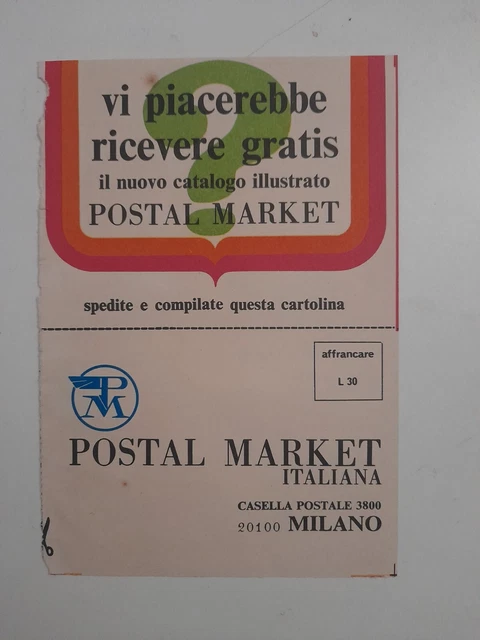 ?
vi piacerebbe
ricevere gratis
il nuovo catalogo illustrato
POSTAL MARKET
spedite e compilate questa cartolina
affrancare
L 30
PM
POSTAL MARKET
ITALIANA
CASELLA POSTALE 3800
20100 MILANO